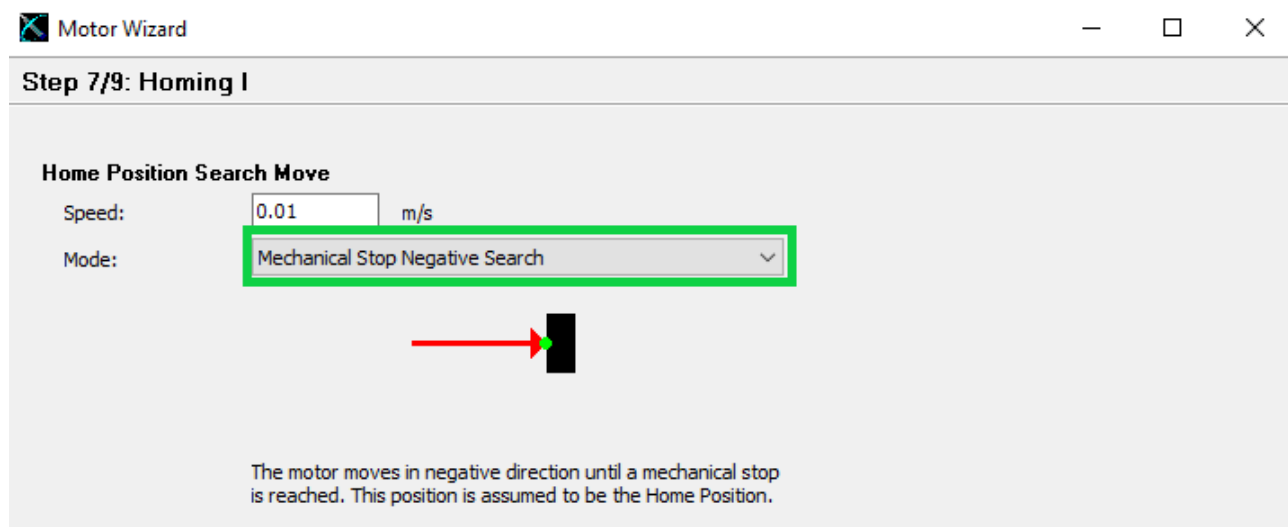 Motor Wizard
Step 7/9: Homing I
Home Position Search Move
Speed: 0.01 m/s
Mode: Mechanical Stop Negative Search
The motor moves in negative direction until a mechanical stop
is reached. This position is assumed to be the Home Position.